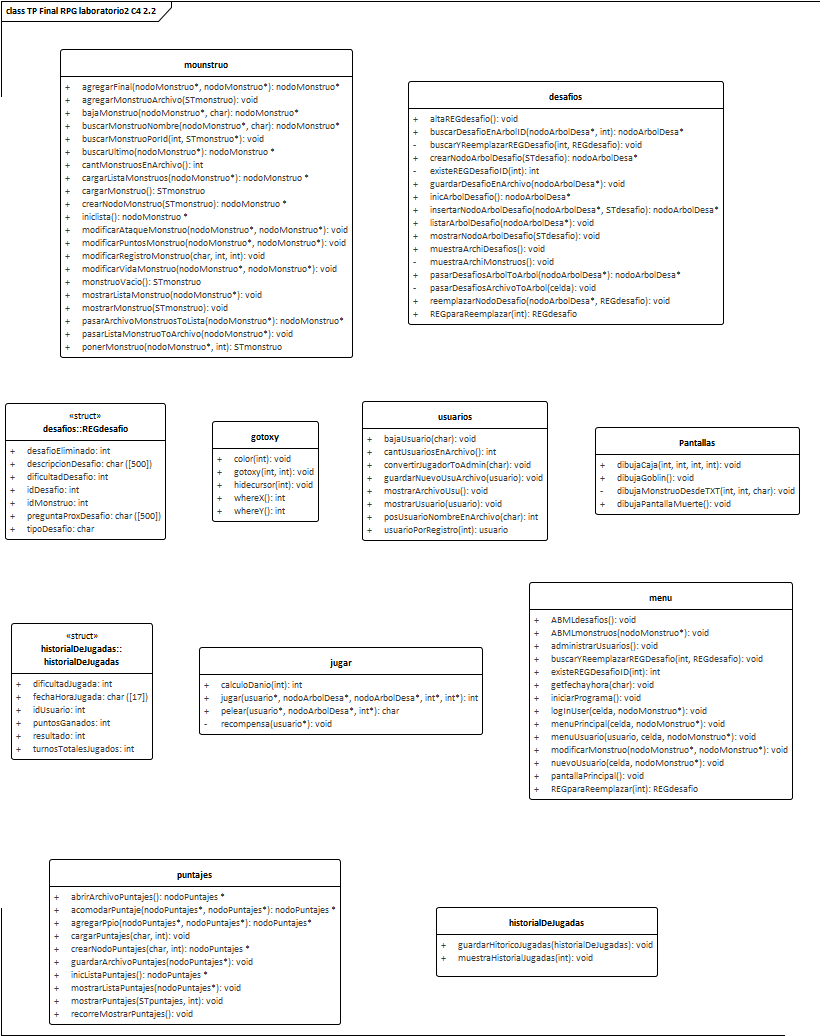 class TP Final RPG laboratorio2 C4 2.2
mounstruo
+ agregarFinal(nodoMonstruo*, nodoMonstruo*): nodoMonstruo*
+ agregarMonstruoArchivo(STmonstruo): void
+ bajaMonstruo(nodoMonstruo*, char): nodoMonstruo*
+ buscarMonstruoNombre(nodoMonstruo*, char): nodoMonstruo*
+ buscarMonstruoPorId(int, STmonstruo*): void
+ buscarUltimo(nodoMonstruo*): nodoMonstruo *
+ cantMonstruosEnArchivo(): int
+ cargarListaMonstruos(nodoMonstruo*): nodoMonstruo *
+ cargarMonstruo(): STmonstruo
+ crearNodoMonstruo(STmonstruo): nodoMonstruo *
+ iniclista(): nodoMonstruo *
+ modificarAtaqueMonstruo(nodoMonstruo*, nodoMonstruo*): void
+ modificarPuntosMonstruo(nodoMonstruo*, nodoMonstruo*): void
+ modificarRegistroMonstruo(char, int, int): void
+ modificarVidaMonstruo(nodoMonstruo*, nodoMonstruo*): void
+ monstruoVacio(): STmonstruo
+ mostrarListaMonstruo(nodoMonstruo*): void
+ mostrarMonstruo(STmonstruo): void
+ pasarArchivoMonstruosToLista(nodoMonstruo*): nodoMonstruo*
+ pasarListaMonstruoToArchivo(nodoMonstruo*): void
+ ponerMonstruo(nodoMonstruo*, int): STmonstruo
desafios
+ altaREGdesafio(): void
+ buscarDesafioEnArbolID(nodoArbolDesa*, int): nodoArbolDesa*
- buscarYReemplazarREGDesafio(int, REGdesafio): void
+ crearNodoArbolDesafio(STdesafio): nodoArbolDesa*
- existeREGDesafioID(int): int
+ guardarDesafioEnArchivo(nodoArbolDesa*): void
+ inicArbolDesafio(): nodoArbolDesa*
+ insertarNodoArbolDesafio(nodoArbolDesa*, STdesafio): nodoArbolDesa*
+ listarArbolDesafio(nodoArbolDesa*): void
+ mostrarNodoArbolDesafio(STdesafio): void
+ muestraArchiDesafios(): void
- muestraArchiMonstruos(): void
+ pasarDesafiosArbolToArbol(nodoArbolDesa*): nodoArbolDesa*
- pasarDesafiosArchivoToArbol(celda): void
+ reemplazarNodoDesafio(nodoArbolDesa*, REGdesafio): void
+ REGparaReemplazar(int): REGdesafio
«struct»
desafios::REGdesafio
+ desafioEliminado: int
+ descripcionDesafio: char ([500])
+ dificultadDesafio: int
+ idDesafio: int
+ idMonstruo: int
+ preguntaProxDesafio: char ([500])
+ tipoDesafio: char
gotoxy
+ color(int): void
+ gotoxy(int, int): void
+ hidecursor(int): void
+ whereX(): int
+ whereY(): int
usuarios
+ bajaUsuario(char): void
+ cantUsuariosEnArchivo(): int
+ convertirJugadorToAdmin(char): void
+ guardarNuevoUsuArchivo(usuario): void
+ mostrarArchivoUsu(): void
+ mostrarUsuario(usuario): void
+ posUsuarioNombreEnArchivo(char): int
+ usuarioPorRegistro(int): usuario
Pantallas
+ dibujaCaja(int, int, int, int): void
+ dibujaGoblin(): void
- dibujaMonstruoDesdeTXT(int, int, char): void
+ dibujaPantallaMuerte(): void
«struct»
historialDeJugadas::
historialDeJugadas
+ dificultadJugada: int
+ fechaHoraJugada: char ([17])
+ idUsuario: int
+ puntosGanados: int
+ resultado: int
+ turnosTotalesJugados: int
jugar
+ calculoDanio(int): int
+ jugar(usuario*, nodoArbolDesa*, nodoArbolDesa*, int*, int*): int
+ pelear(usuario*, nodoArbolDesa*, int*): char
- recompensa(usuario*): void
menu
+ ABMLdesafios(): void
+ ABMLmonstruos(nodoMonstruo*): void
+ administrarUsuarios(): void
+ buscarYReemplazarREGDesafio(int, REGdesafio): void
+ existeREGDesafioID(int): int
+ getfechayhora(char): void
+ iniciarPrograma(): void
+ logInUser(celda, nodoMonstruo*): void
+ menuPrincipal(celda, nodoMonstruo*): void
+ menuUsuario(usuario, celda, nodoMonstruo*): void
+ modificarMonstruo(nodoMonstruo*, nodoMonstruo*): void
+ nuevoUsuario(celda, nodoMonstruo*): void
+ pantallaPrincipal(): void
+ REGparaReemplazar(int): REGdesafio
puntajes
+ abrirArchivoPuntajes(): nodoPuntajes *
+ acomodarPuntaje(nodoPuntajes*, nodoPuntajes*): nodoPuntajes *
+ agregarPpio(nodoPuntajes*, nodoPuntajes*): nodoPuntajes*
+ cargarPuntajes(char, int): void
+ crearNodoPuntajes(char, int): nodoPuntajes *
+ guardarArchivoPuntajes(nodoPuntajes*): void
+ inicListaPuntajes(): nodoPuntajes *
+ mostrarListaPuntajes(nodoPuntajes*): void
+ mostrarPuntajes(STpuntajes, int): void
+ recorreMostrarPuntajes(): void
historialDeJugadas
+ guardarHitoricoJugadas(historialDeJugadas): void
+ muestraHistorialJugadas(int): void